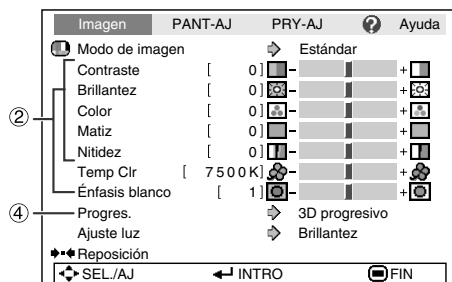 Imagen PANT-AJ PRY-AJ ? Ayuda
Modo de imagen Estándar
Contraste [ 0] - +
Brillantez [ 0] - +
② Color [ 0] - +
Matiz [ 0] - +
Nitidez [ 0] - +
Temp Clr [ 7500K] - +
Énfasis blanco [ 1] - +
④ Progres. 3D progresivo
Ajuste luz Brillantez
Reposición
SEL./AJ INTRO FIN